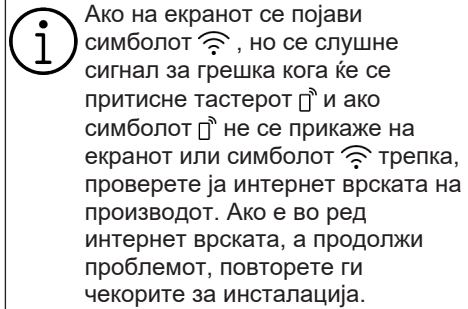 Ако на екранот се појави
симболот , но се слушне
сигнал за грешка кога ќе се
притисне тастерот и ако
симболот не се прикаже на
екранот или симболот трепка,
проверете ја интернет врската на
производот. Ако е во ред
интернет врската, а продолжи
проблемот, повторете ги
чекорите за инсталација.